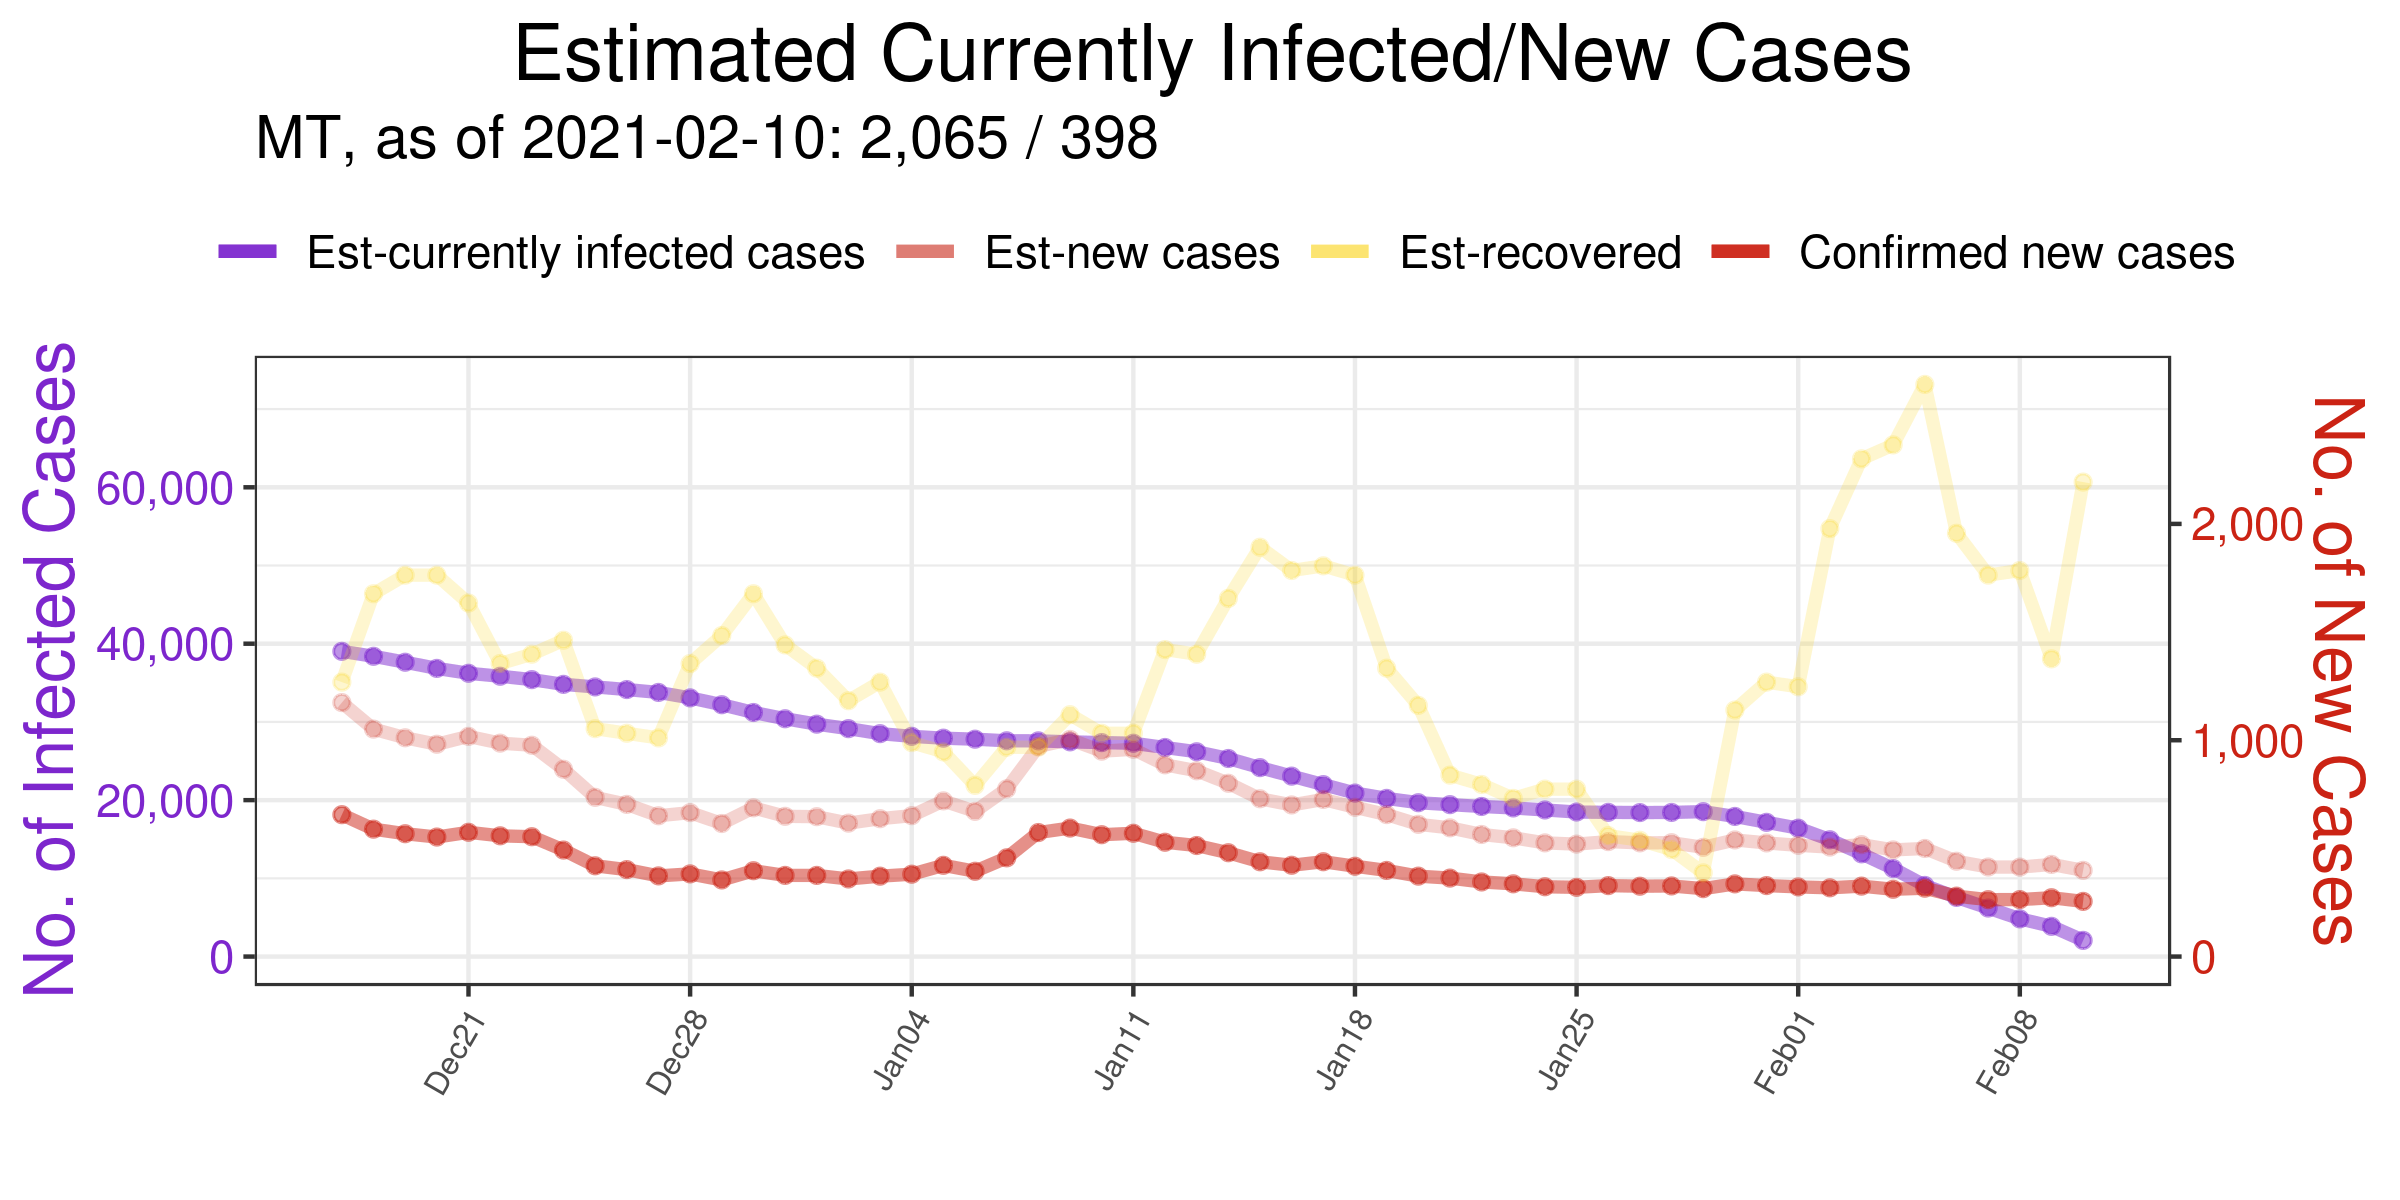 Estimated Currently Infected/New Cases
MT, as of 2021-02-10: 2,065 / 398
Est-currently infected cases Est-new cases Est-recovered Confirmed new cases
No. of Infected Cases
60,000
40,000
20,000
0
2,000
1,000
0
No. of New Cases
Dec21 Dec28 Jan04 Jan11 Jan18 Jan25 Feb01 Feb08